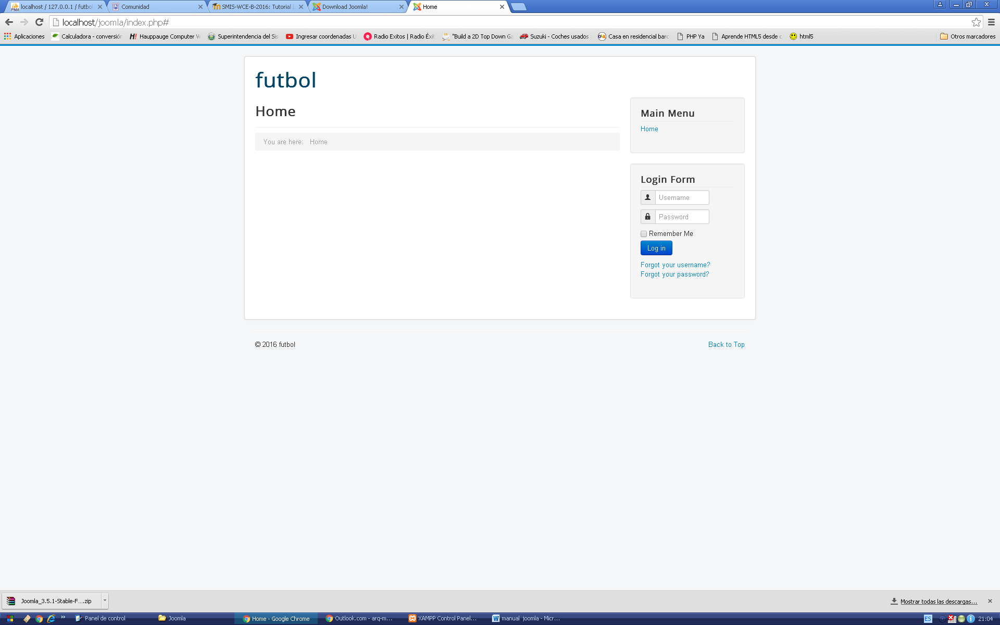 localhost / 127.0.0.1 / futbol
Comunidad
SMIS-WCE-B-2016: Tutorial
Download Joomla!
Home
localhost/joomla/index.php#
Aplicaciones
Calculadora - conversión
Hauppauge Computer
Superintendencia del Sis
Ingresar coordenadas U
Radio Exitos | Radio Éxit
"Build a 2D Top Down Ga
Suzuki - Coches usados
Casa en residencial barc
PHP Ya
Aprende HTML5 desde c
html5
Otros marcadores
futbol
Home
You are here: Home
Main Menu
Home
Login Form
Username
Password
Remember Me
Log in
Forgot your username?
Forgot your password?
© 2016 futbol
Back to Top
Joomla_3.5.1-Stable-F....zip
Mostrar todas las descargas...
Panel de control
Joomla
Home - Google Chrome
Outlook.com - arq-m...
XAMPP Control Panel...
manual joomla - Micr...
ES
21:04